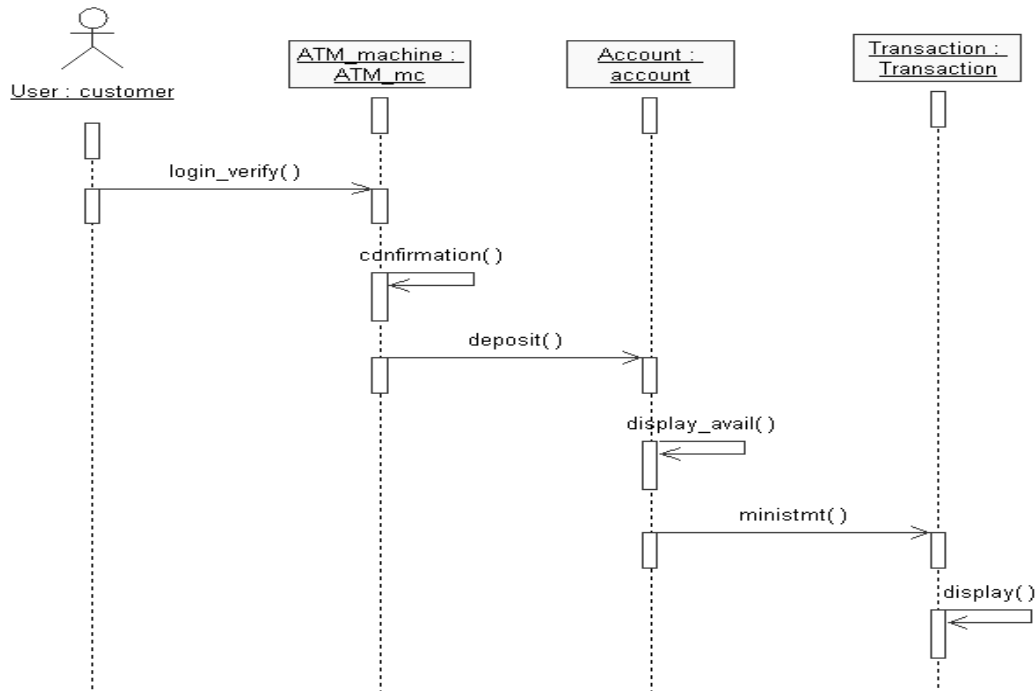 User : customer
ATM_machine :
ATM_mc
Account :
account
Transaction :
Transaction
login_verify( )
confirmation( )
deposit( )
display_avail( )
ministmt( )
display( )